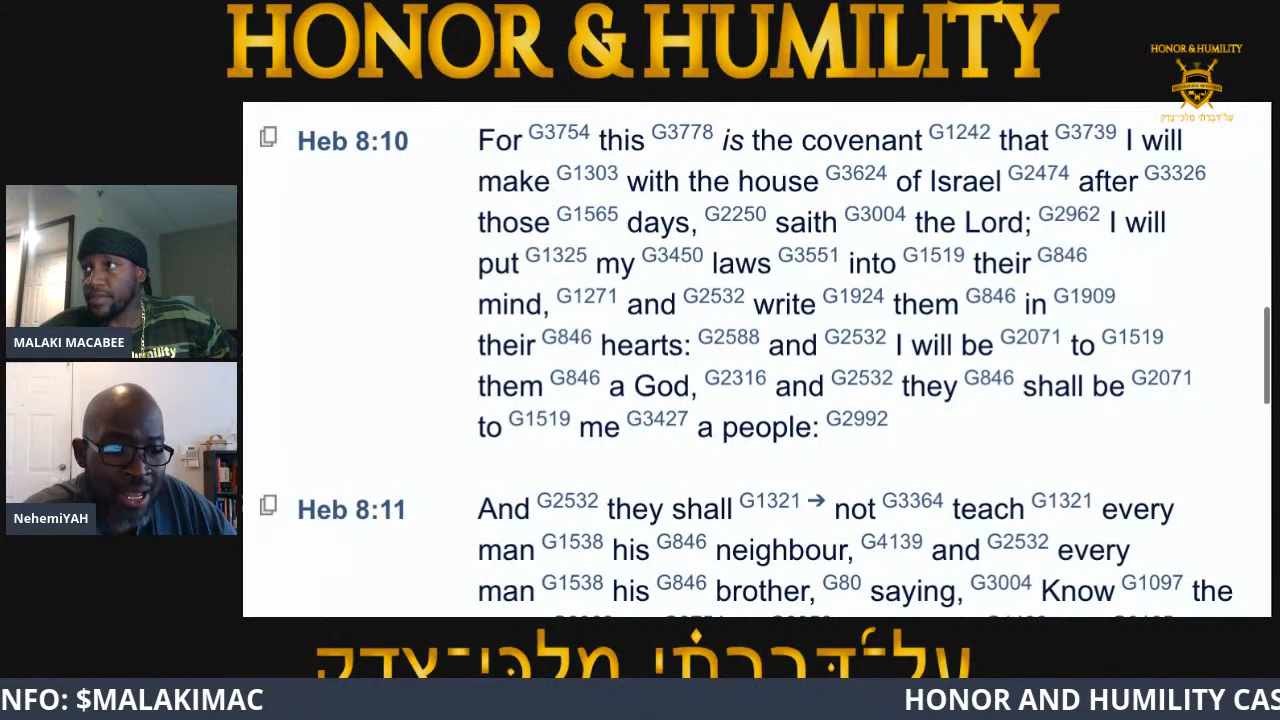 HONOR & HUMILITY
HONOR & HUMILITY
על־דִּבְרָתִי מַלְכִּי־צֶדֶק
Heb 8:10
For G3754 this G3778 is the covenant G1242 that G3739 I will
make G1303 with the house G3624 of Israel G2474 after G3326
those G1565 days, G2250 saith G3004 the Lord; G2962 I will
put G1325 my G3450 laws G3551 into G1519 their G846
mind, G1271 and G2532 write G1924 them G846 in G1909
their G846 hearts: G2588 and G2532 I will be G2071 to G1519
them G846 a God, G2316 and G2532 they G846 shall be G2071
to G1519 me G3427 a people: G2992
Heb 8:11
And G2532 they shall G1321 → not G3364 teach G1321 every
man G1538 his G846 neighbour, G4139 and G2532 every
man G1538 his G846 brother, G80 saying, G3004 Know G1097 the
MALAKI MACABEE
umility
NehemiYAH
על־דִּבְרָתִי מַלְכִּי־צֶדֶק
NFO: $MALAKIMAC
HONOR AND HUMILITY CAS